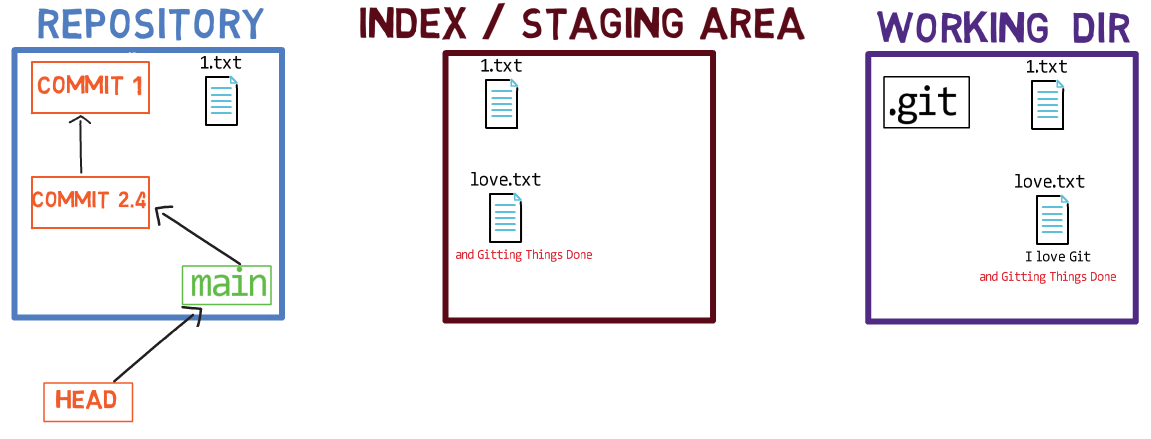 REPOSITORY
COMMIT 1
1.txt
COMMIT 2.4
main
HEAD
INDEX / STAGING AREA
1.txt
love.txt
and Gitting Things Done
WORKING DIR
.git
1.txt
love.txt
I love Git
and Gitting Things Done